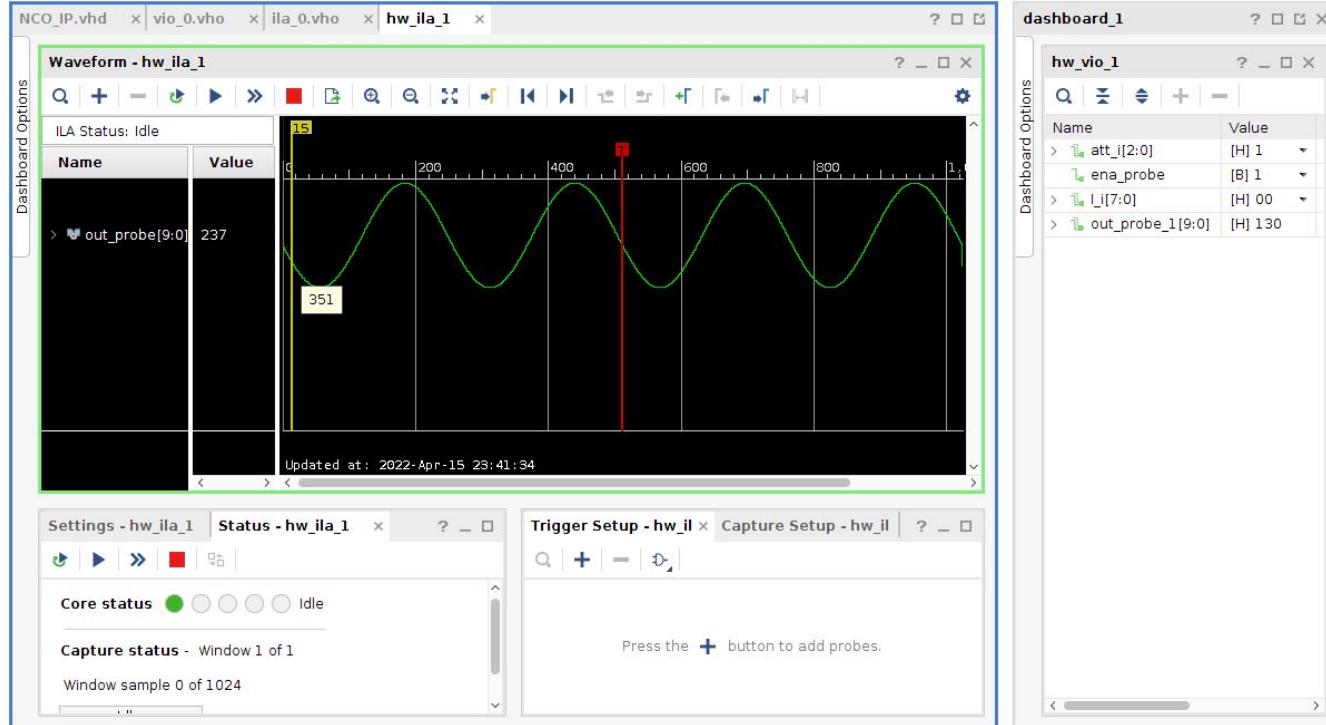 NCO_IP.vhd × vio_0.vho × ila_0.vho × hw_ila_1 ×
Dashboard Options
Waveform - hw_ila_1
ILA Status: Idle
Name Value
out_probe[9:0] 237
15
0 200 400 600 800
T
351
Updated at: 2022-Apr-15 23:41:34
Settings - hw_ila_1 Status - hw_ila_1 ×
Core status Idle
Capture status - Window 1 of 1
Window sample 0 of 1024
Trigger Setup - hw_il × Capture Setup - hw_il
Press the + button to add probes.
dashboard_1
Dashboard Options
hw_vio_1
Name Value
att_i[2:0] [H] 1
ena_probe [B] 1
l_i[7:0] [H] 00
out_probe_1[9:0] [H] 130